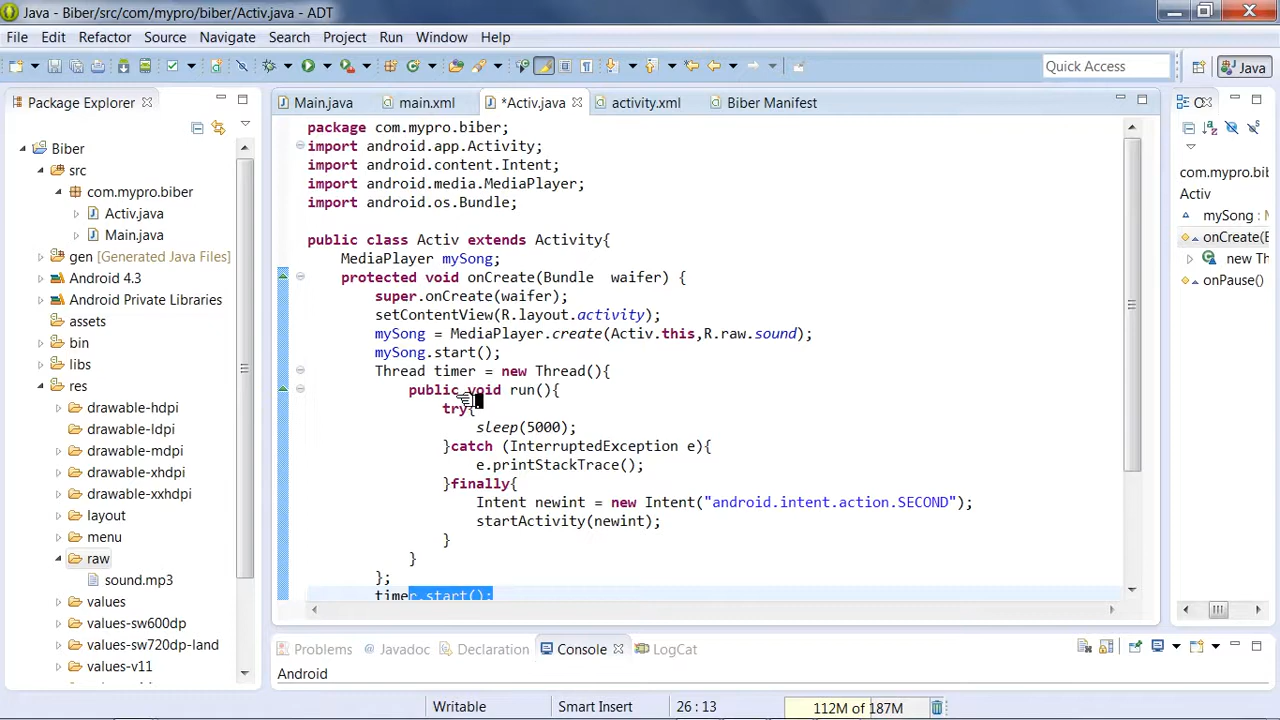 Java - Biber/src/com/mypro/biber/Activ.java - ADT
File Edit Refactor Source Navigate Search Project Run Window Help
Quick Access
Java
Package Explorer
Biber
src
com.mypro.biber
Activ.java
Main.java
gen [Generated Java Files]
Android 4.3
Android Private Libraries
assets
bin
libs
res
drawable-hdpi
drawable-ldpi
drawable-mdpi
drawable-xhdpi
drawable-xxhdpi
layout
menu
raw
sound.mp3
values
values-sw600dp
values-sw720dp-land
values-v11
Main.java main.xml *Activ.java activity.xml Biber Manifest
package com.mypro.biber;
import android.app.Activity;
import android.content.Intent;
import android.media.MediaPlayer;
import android.os.Bundle;
public class Activ extends Activity{
MediaPlayer mySong;
protected void onCreate(Bundle  waifer) {
super.onCreate(waifer);
setContentView(R.layout.activity);
mySong = MediaPlayer.create(Activ.this,R.raw.sound);
mySong.start();
Thread timer = new Thread(){
public void run(){
try{
sleep(5000);
}catch (InterruptedException e){
e.printStackTrace();
}finally{
Intent newint = new Intent("android.intent.action.SECOND");
startActivity(newint);
}
}
};
timer.start();
com.mypro.bib
Activ
mySong : M
onCreate(B
new Th
onPause()
Problems Javadoc Declaration Console LogCat
Android
Writable Smart Insert 26 : 13 112M of 187M